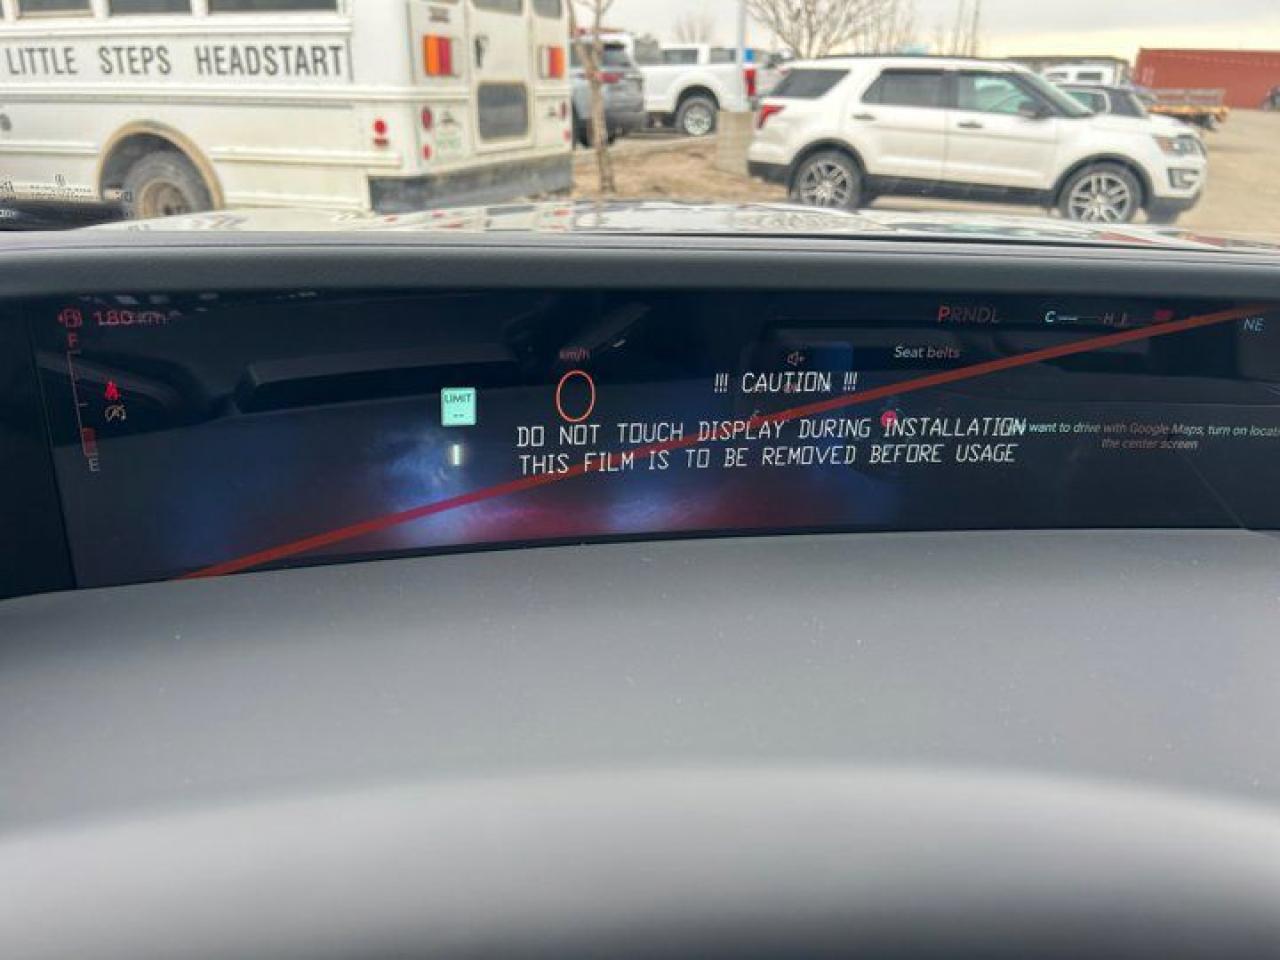 LITTLE STEPS HEADSTART
180 km
PRNDL
C
H
NE
F
km/h
Seat belts
!!! CAUTION !!!
LIMIT
--
DO NOT TOUCH DISPLAY DURING INSTALLATION
want to drive with Google Maps, turn on
the center screen
THIS FILM IS TO BE REMOVED BEFORE USAGE
E